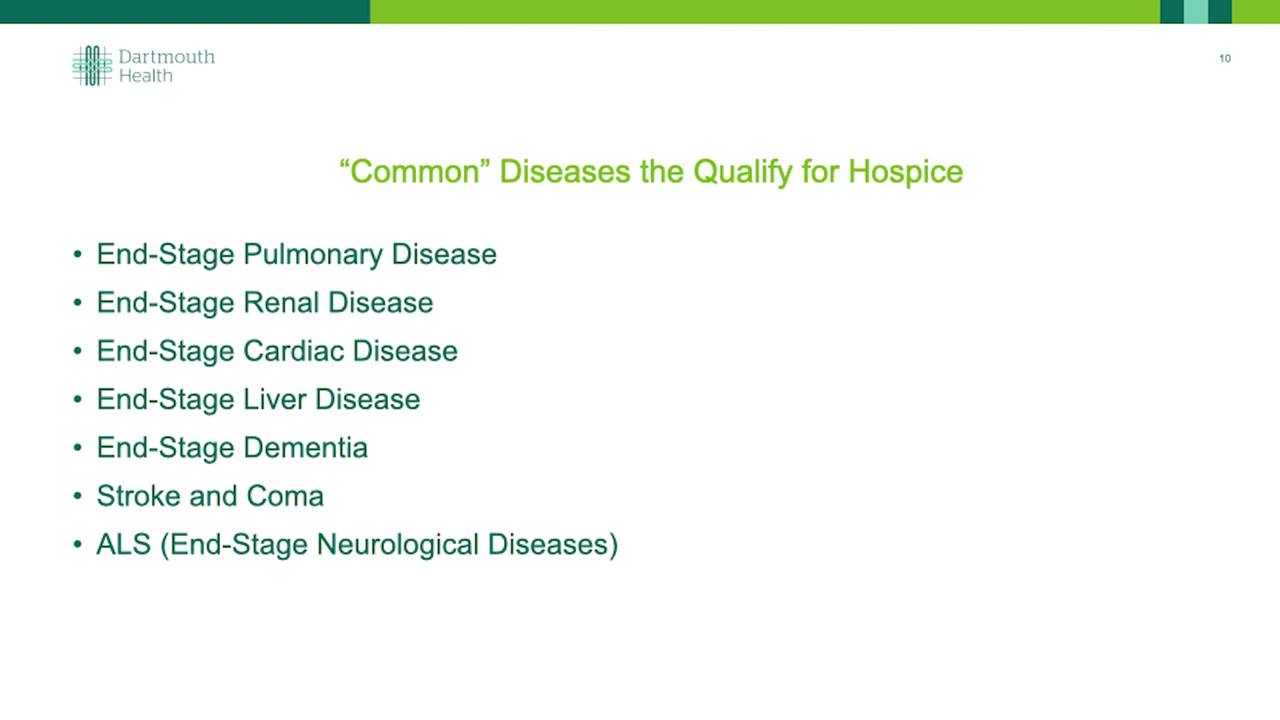 Dartmouth
Health
10
“Common” Diseases the Qualify for Hospice
• End-Stage Pulmonary Disease
• End-Stage Renal Disease
• End-Stage Cardiac Disease
• End-Stage Liver Disease
• End-Stage Dementia
• Stroke and Coma
• ALS (End-Stage Neurological Diseases)